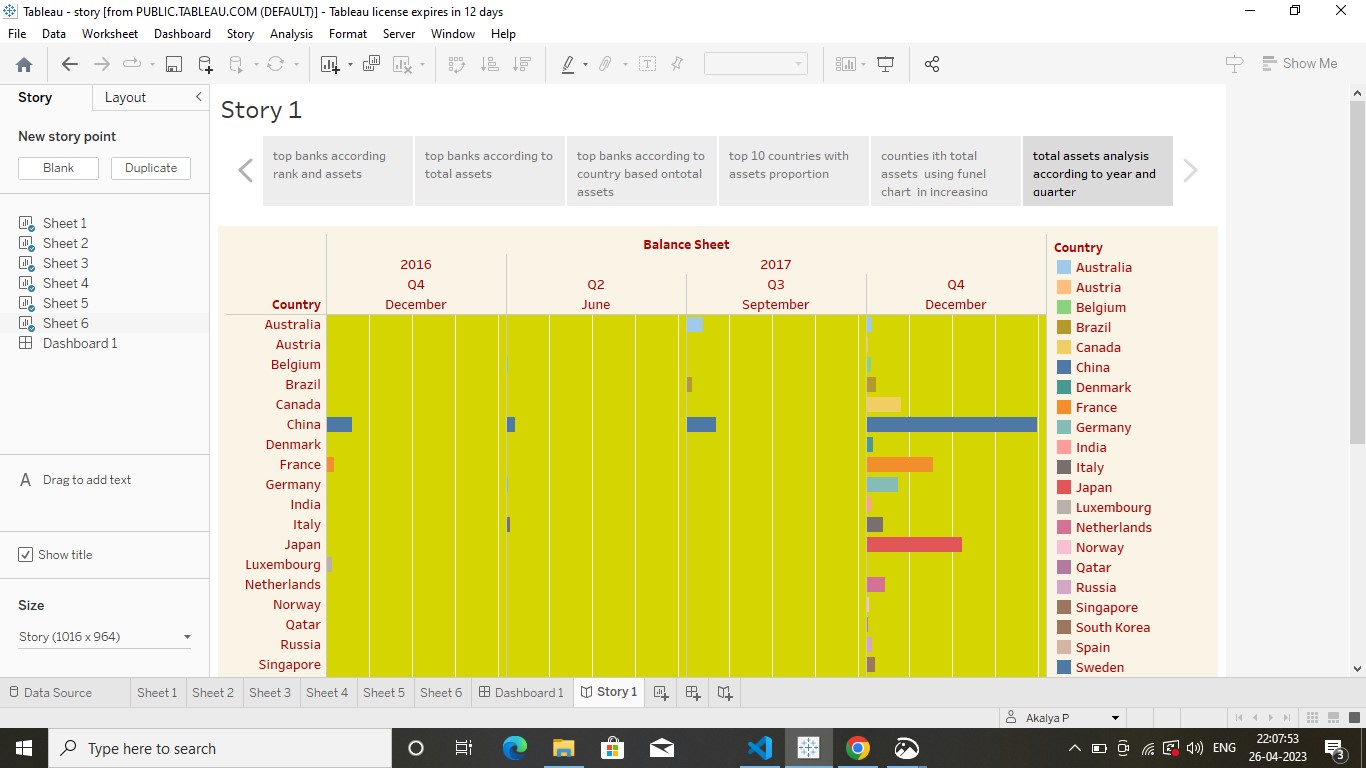 Tableau - story [from PUBLIC.TABLEAU.COM (DEFAULT)] - Tableau license expires in 12 days
File Data Worksheet Dashboard Story Analysis Format Server Window Help
Show Me
Story Layout
New story point
Blank Duplicate
Sheet 1
Sheet 2
Sheet 3
Sheet 4
Sheet 5
Sheet 6
Dashboard 1
A Drag to add text
Show title
Size
Story (1016 x 964)
Story 1
top banks according
rank and assets
top banks according to
total assets
top banks according to
country based ontotal
assets
top 10 countries with
assets proportion
counties ith total
assets using funel
chart in increasing
total assets analysis
according to year and
quarter
Balance Sheet
2016 2017
Q4 Q2 Q3 Q4
Country December June September December
Australia
Austria
Belgium
Brazil
Canada
China
Denmark
France
Germany
India
Italy
Japan
Luxembourg
Netherlands
Norway
Qatar
Russia
Singapore
Country
Australia
Austria
Belgium
Brazil
Canada
China
Denmark
France
Germany
India
Italy
Japan
Luxembourg
Netherlands
Norway
Qatar
Russia
Singapore
South Korea
Spain
Sweden
Data Source Sheet 1 Sheet 2 Sheet 3 Sheet 4 Sheet 5 Sheet 6 Dashboard 1 Story 1
Akalya P
Type here to search
ENG
22:07:53
26-04-2023
3